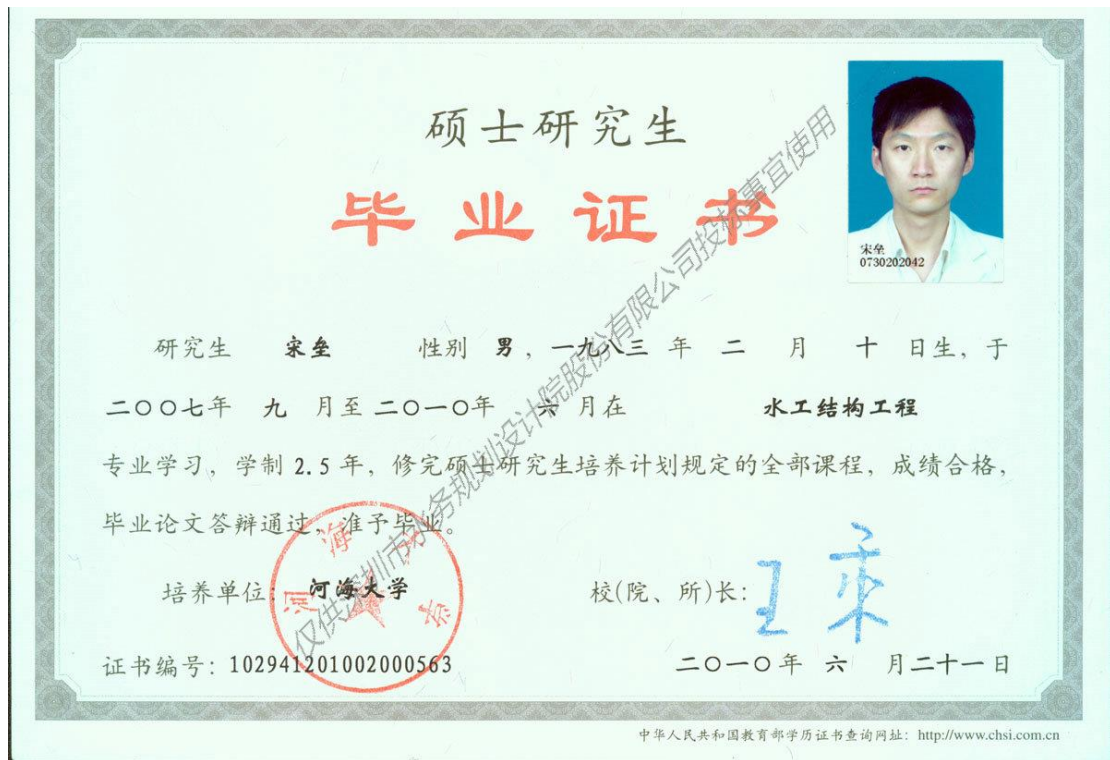 硕士研究生
毕业证书
宋垒
0730202042
研究生 宋垒 性别 男，一九八三 年 二 月 十 日生，于
二〇〇七年 九 月至二〇一〇年 六 月在 水工结构工程
专业学习，学制 2.5 年，修完硕士研究生培养计划规定的全部课程，成绩合格，
毕业论文答辩通过，准予毕业。
培养单位：河海大学
校(院、所)长：
河海大学
证书编号：102941201002000563
二〇一〇年 六 月二十一日
仅供深圳市水务规划设计院股份有限公司投标事宜使用
中华人民共和国教育部学历证书查询网址：http://www.chsi.com.cn